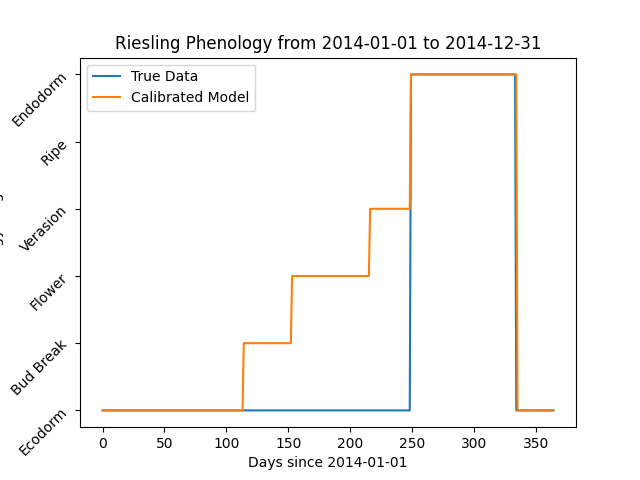 Riesling Phenology from 2014-01-01 to 2014-12-31
True Data
Calibrated Model
Endodorm
Ripe
Verasion
Flower
Bud Break
Ecodorm
0 50 100 150 200 250 300 350
Days since 2014-01-01